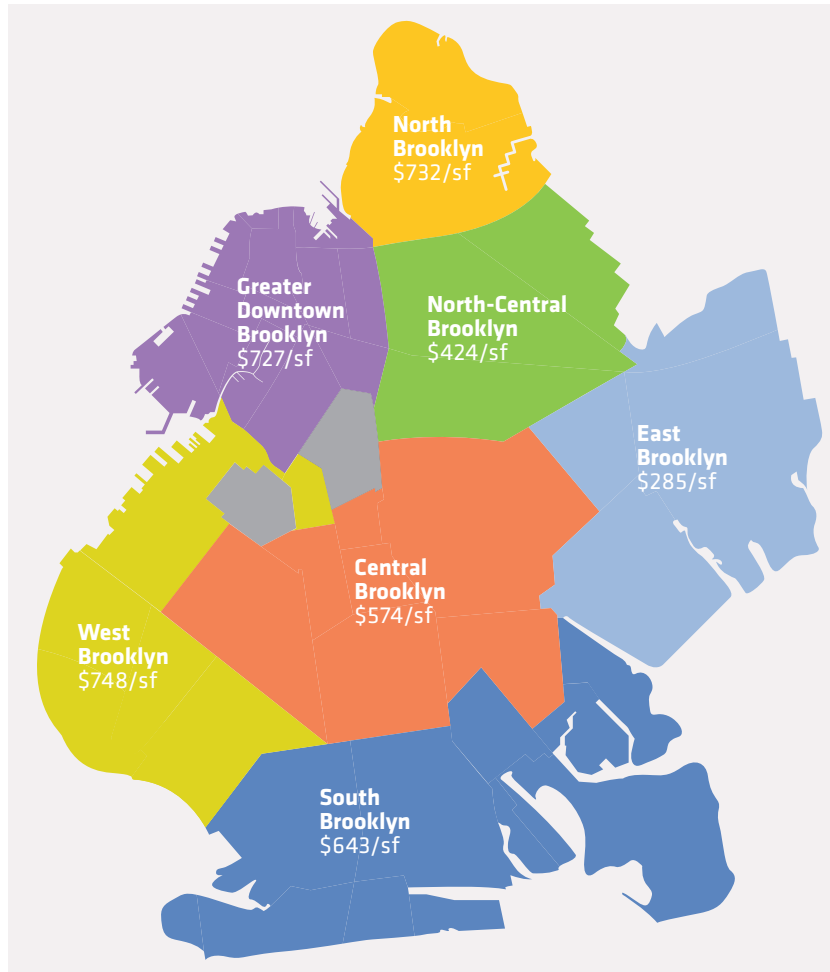 North
Brooklyn
$732/sf
Greater
Downtown
Brooklyn
$727/sf
North-Central
Brooklyn
$424/sf
East
Brooklyn
$285/sf
Central
Brooklyn
$574/sf
West
Brooklyn
$748/sf
South
Brooklyn
$643/sf